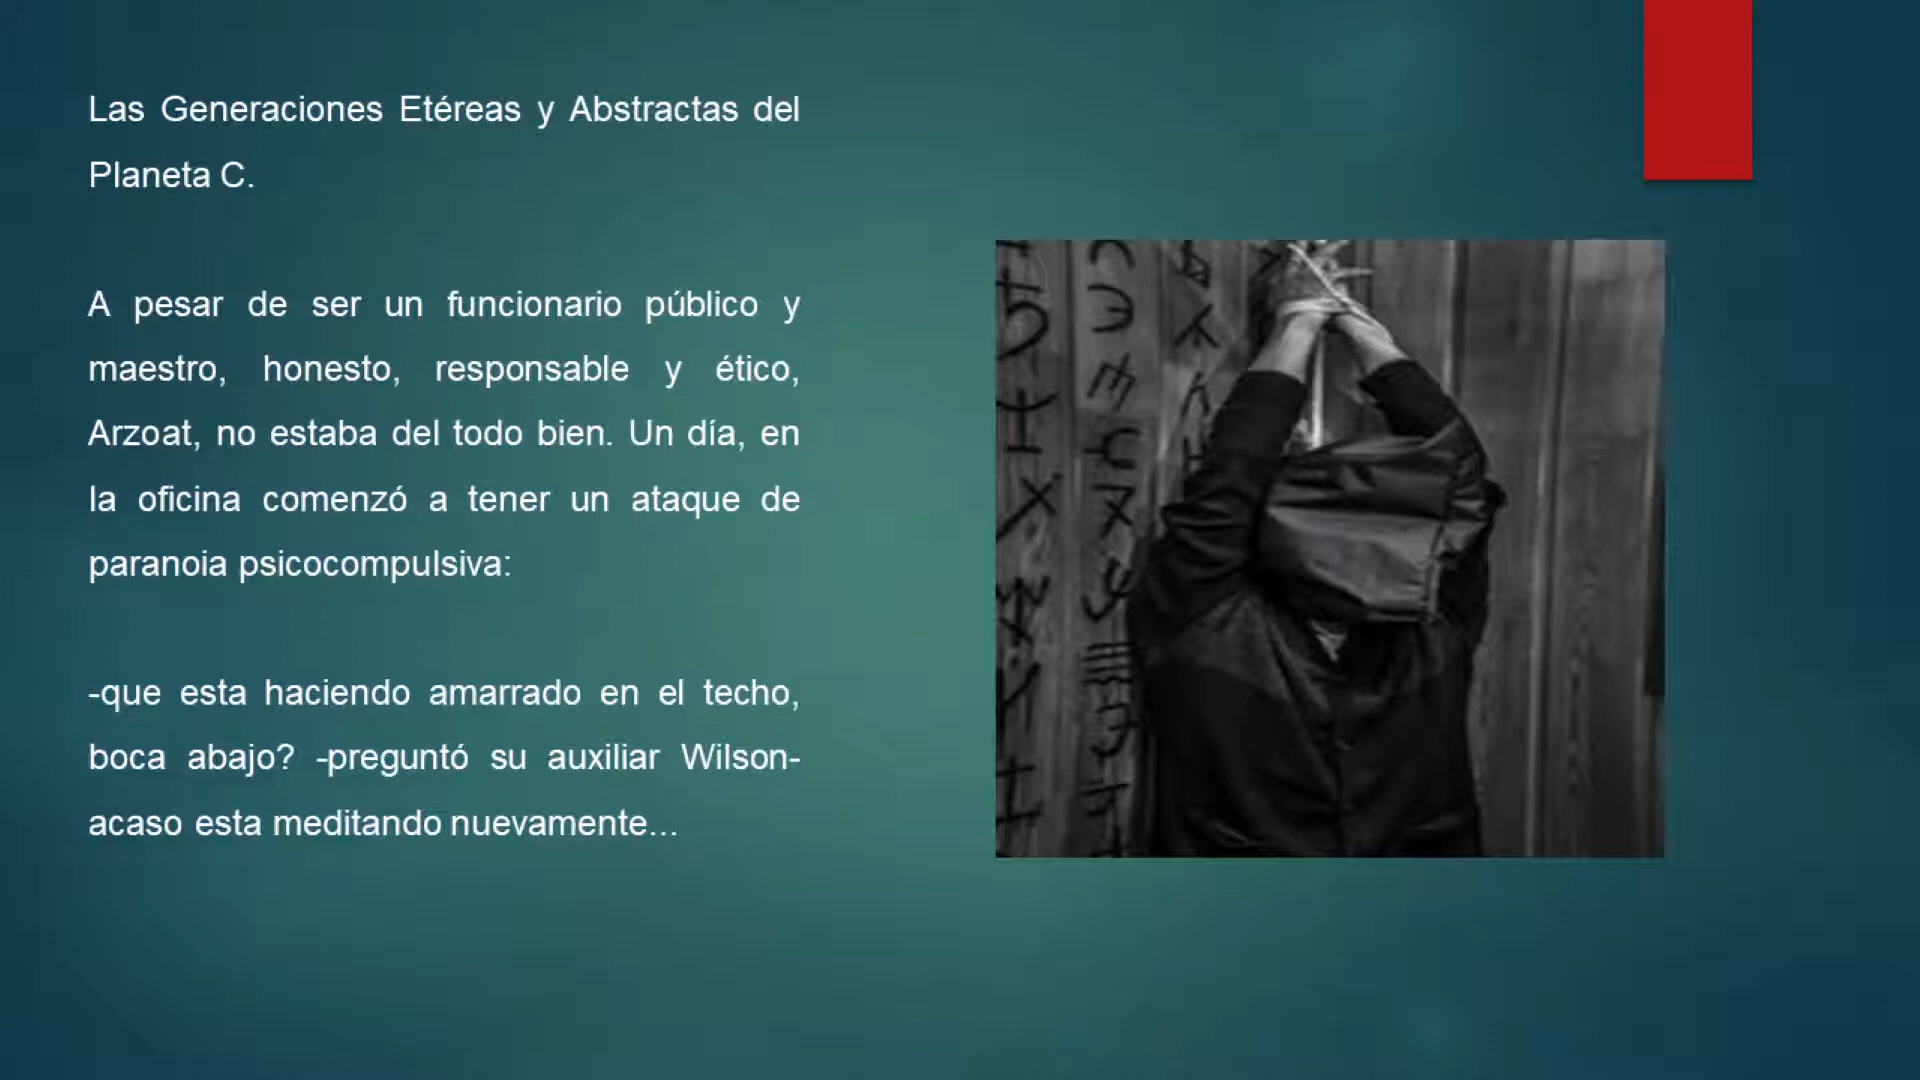 Las Generaciones Etéreas y Abstractas del
Planeta C.
A pesar de ser un funcionario público y
maestro, honesto, responsable y ético,
Arzoat, no estaba del todo bien. Un día, en
la oficina comenzó a tener un ataque de
paranoia psicocompulsiva:
-que esta haciendo amarrado en el techo,
boca abajo? -preguntó su auxiliar Wilson-
acaso esta meditando nuevamente...